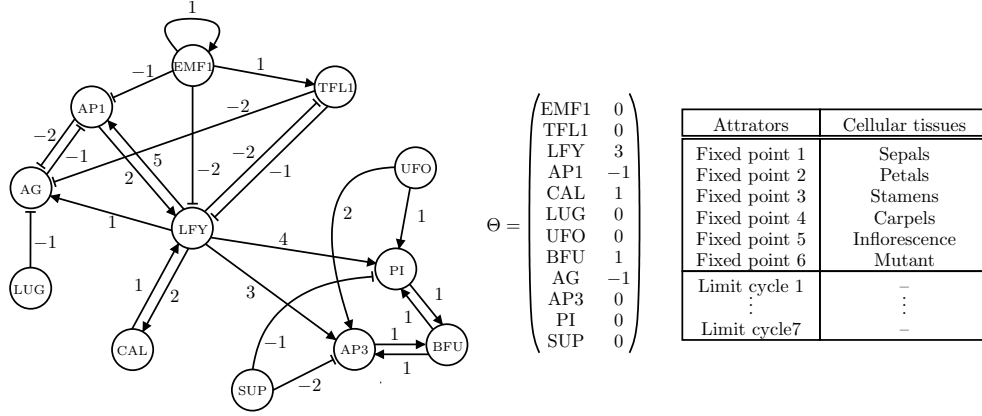 1
EMF1
−1
1
TFL1
−2
AP1
−2
−1
5
2
−2
−2
−1
AG
UFO
1
LFY
2
1
−1
4
PI
LUG
1
2
3
1
1
−1
CAL
AP3
1
1
BFU
SUP
−2
Θ =
EMF1 0
TFL1 0
LFY 3
AP1 −1
CAL 1
LUG 0
UFO 0
BFU 1
AG −1
AP3 0
PI 0
SUP 0
Attrators Cellular tissues
Fixed point 1 Sepals
Fixed point 2 Petals
Fixed point 3 Stamens
Fixed point 4 Carpels
Fixed point 5 Inflorescence
Fixed point 6 Mutant
Limit cycle 1 –
⋮ ⋮
Limit cycle7 –